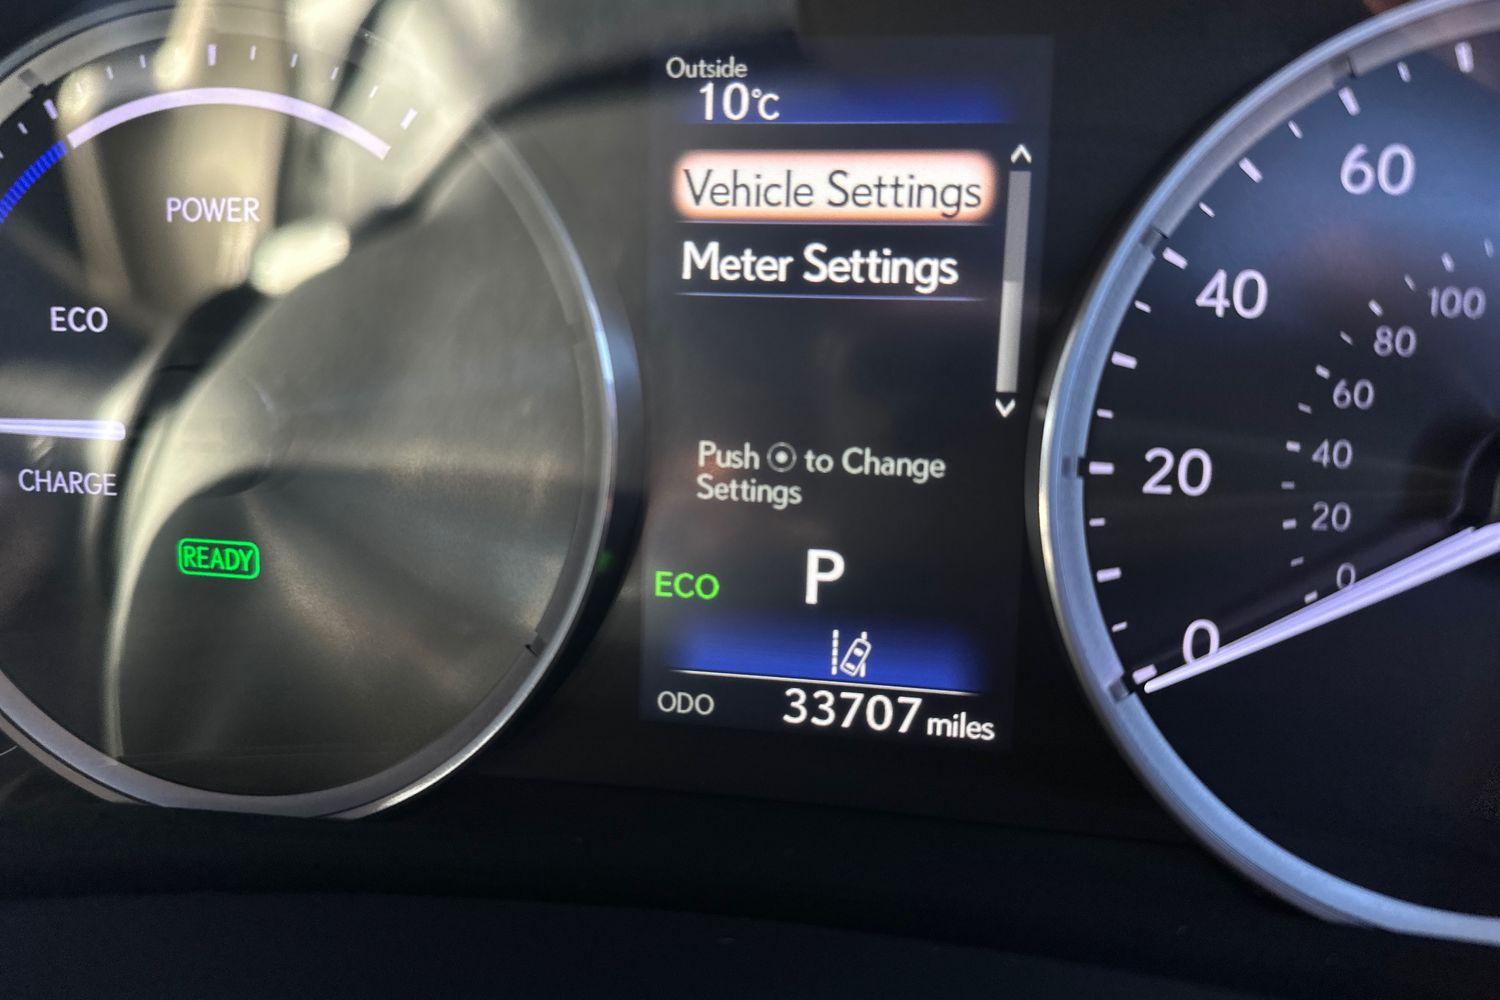 POWER
ECO
CHARGE
READY
Outside
10°C
Vehicle Settings
Meter Settings
Push to Change
Settings
ECO
P
ODO 33707 miles
60
40
20
0
100
80
60
40
20
0